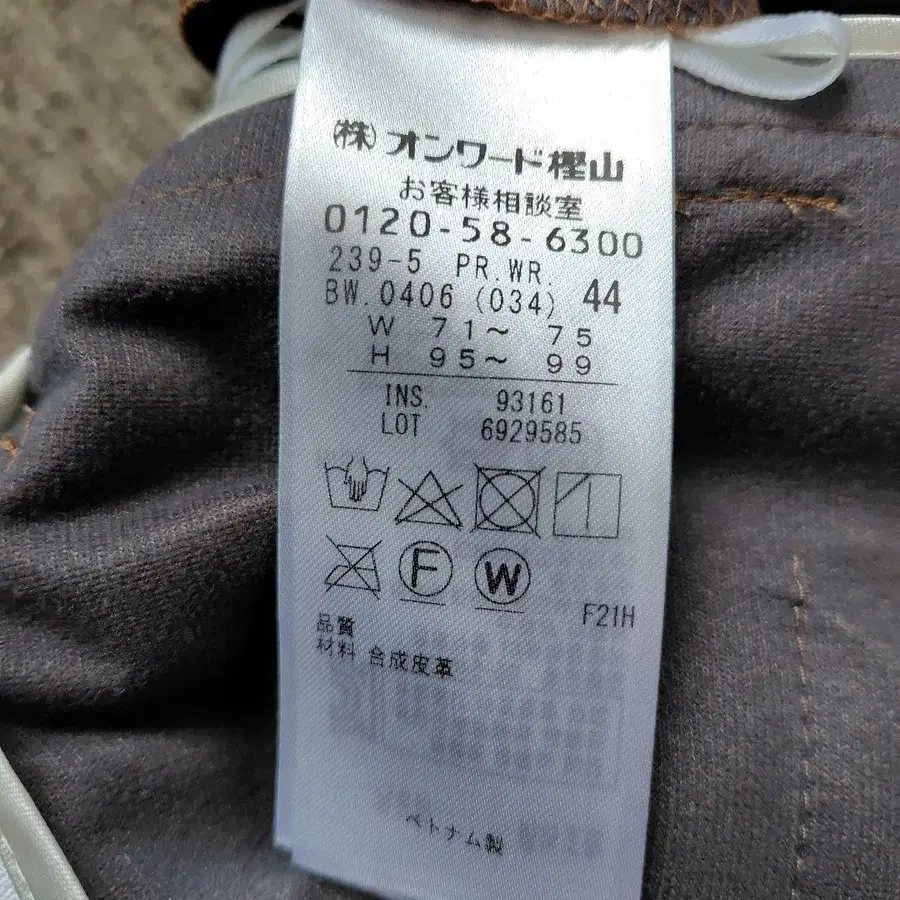 ㈱オンワード樫山
お客様相談室
0120-58-6300
239-5 PR.WR.
BW.0406 (034) 44
W 71～ 75
H 95～ 99
INS. 93161
LOT 6929585
F W
F21H
品質
材料 合成皮革
ベトナム製